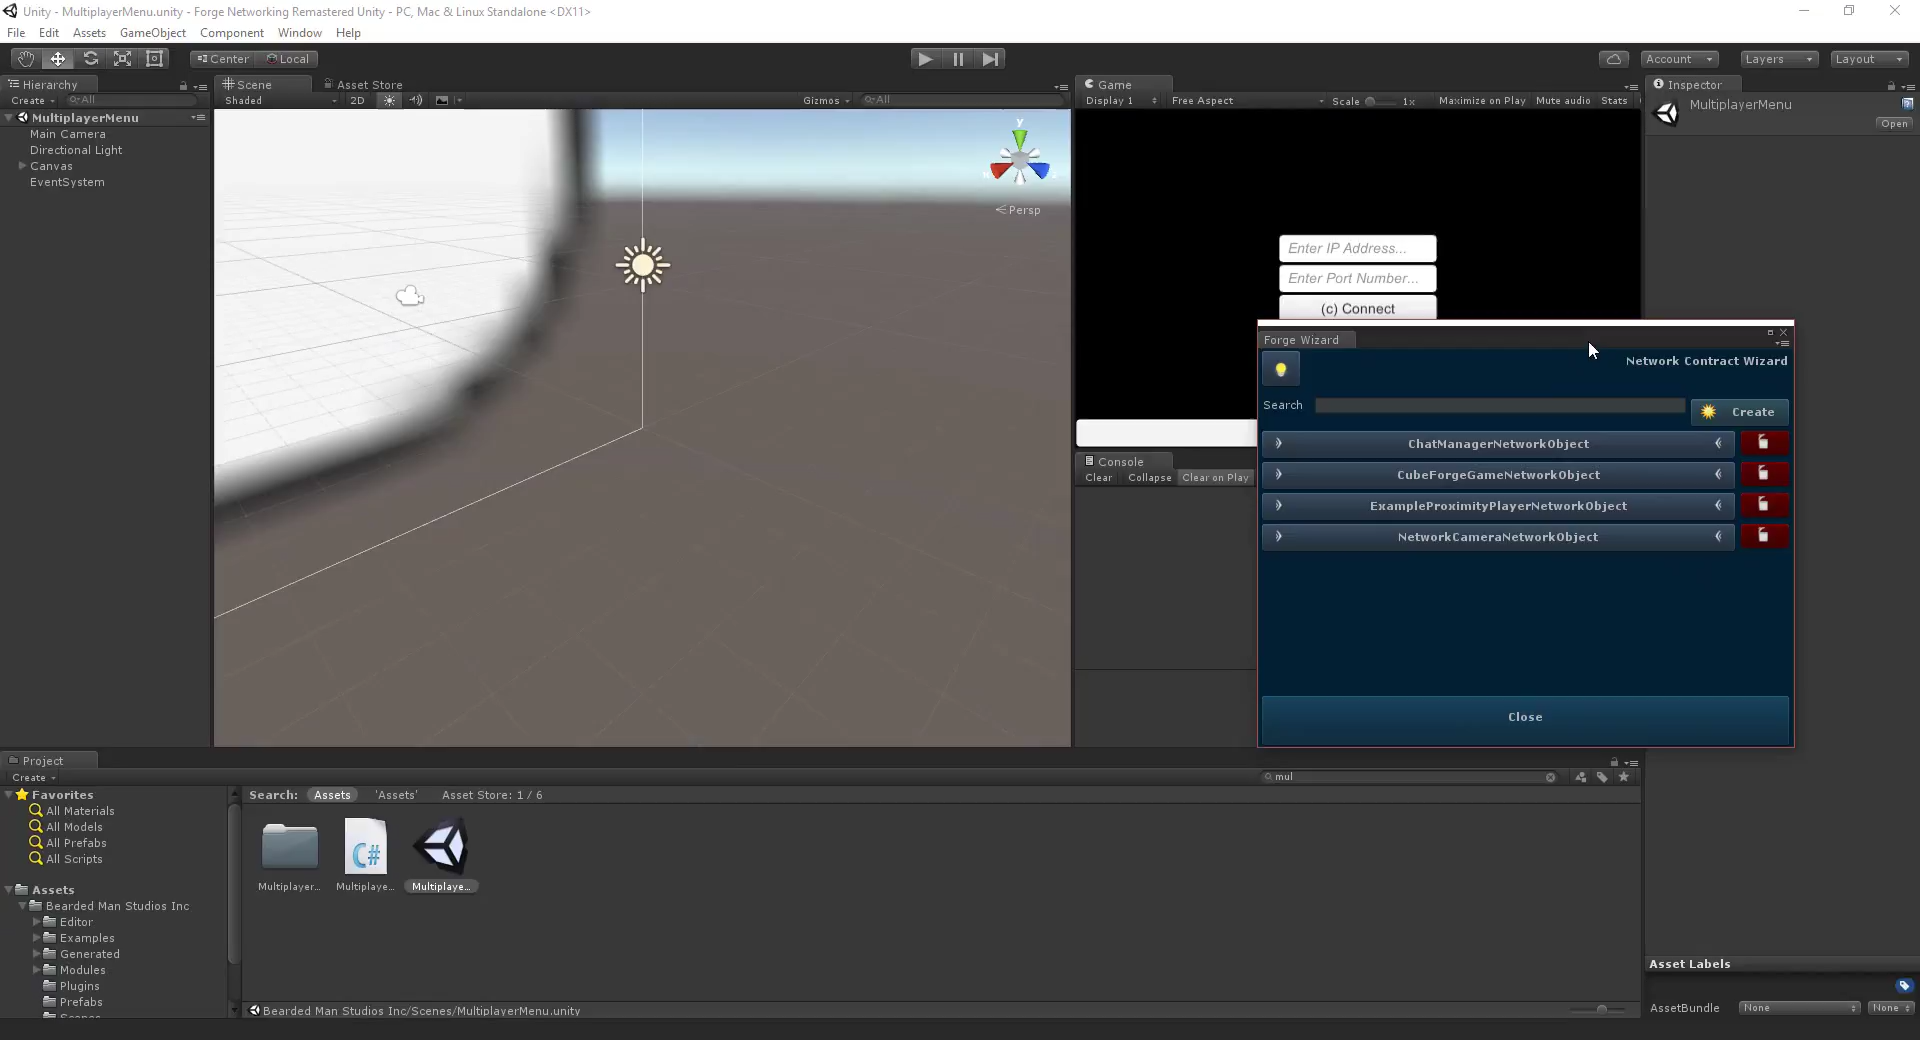 Unity - MultiplayerMenu.unity - Forge Networking Remastered Unity - PC, Mac & Linux Standalone <DX11>
File Edit Assets GameObject Component Window Help
Center Local Account Layers Layout
Hierarchy
Create All
MultiplayerMenu
Main Camera
Directional Light
Canvas
EventSystem
Scene Asset Store
Shaded 2D Gizmos All
y
Persp
Game
Display 1 Free Aspect Scale 1x Maximize on Play Mute audio Stats
Enter IP Address...
Enter Port Number...
(c) Connect
Console
Clear Collapse Clear on Play
Inspector
MultiplayerMenu
Open
Forge Wizard
Network Contract Wizard
Search Create
ChatManagerNetworkObject
CubeForgeGameNetworkObject
ExampleProximityPlayerNetworkObject
NetworkCameraNetworkObject
Close
Project
Create mul
Favorites
All Materials
All Models
All Prefabs
All Scripts
Assets
Bearded Man Studios Inc
Editor
Examples
Generated
Modules
Plugins
Prefabs
Search: Assets 'Assets' Asset Store: 1 / 6
C#
Multiplayer... Multiplaye... Multiplaye...
Bearded Man Studios Inc/Scenes/MultiplayerMenu.unity
Asset Labels
AssetBundle None None